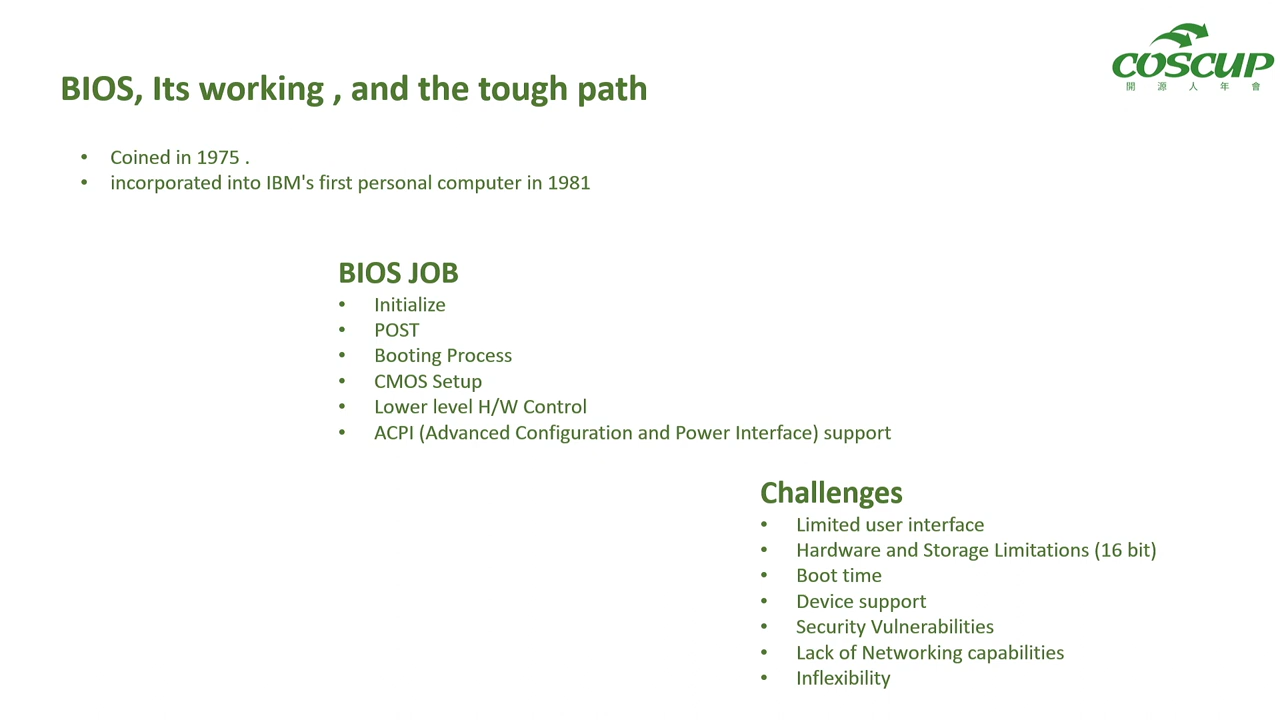 COSCUP
開源人年會
BIOS, Its working , and the tough path
• Coined in 1975 .
• incorporated into IBM's first personal computer in 1981
BIOS JOB
• Initialize
• POST
• Booting Process
• CMOS Setup
• Lower level H/W Control
• ACPI (Advanced Configuration and Power Interface) support
Challenges
• Limited user interface
• Hardware and Storage Limitations (16 bit)
• Boot time
• Device support
• Security Vulnerabilities
• Lack of Networking capabilities
• Inflexibility